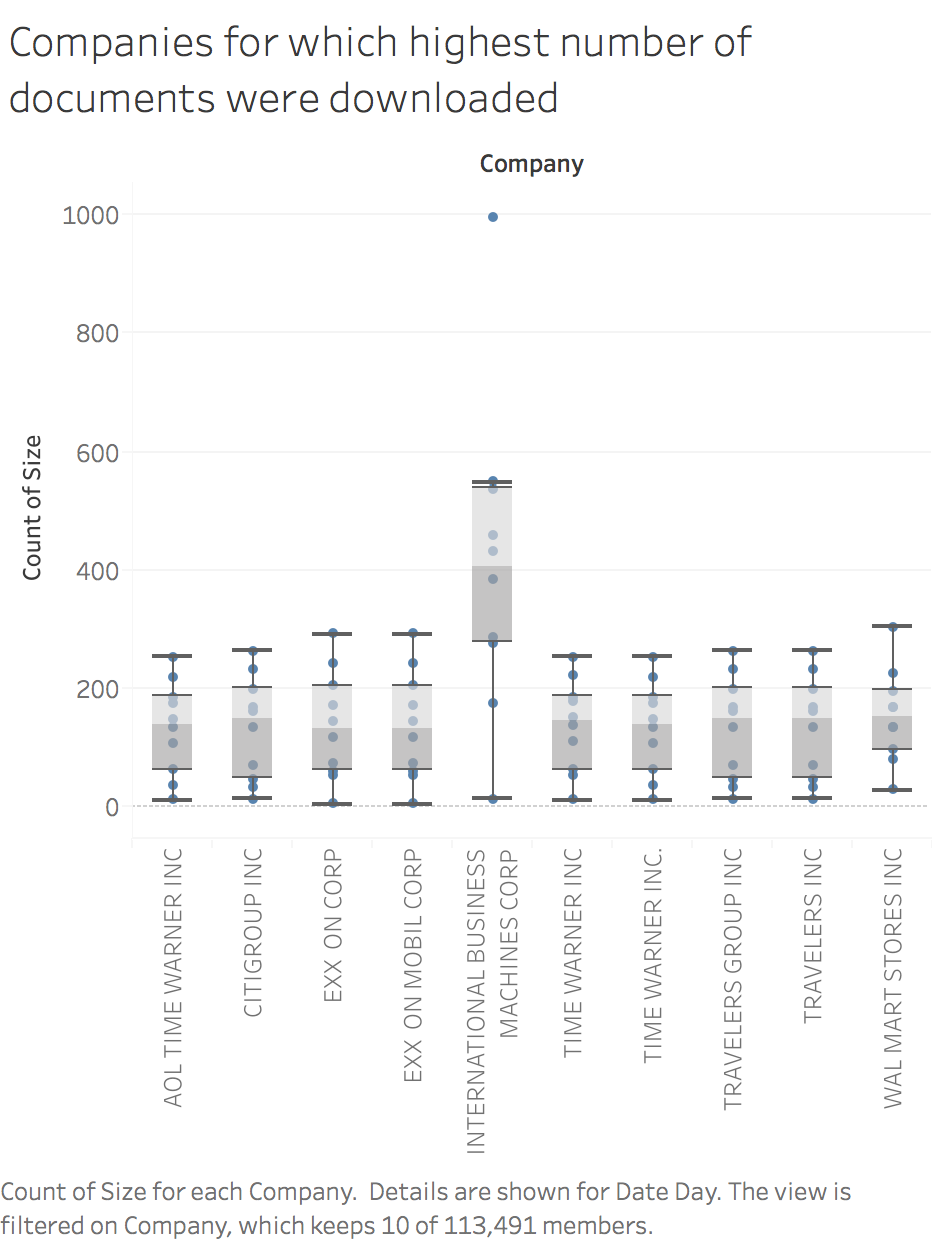 Companies for which highest number of
documents were downloaded
Company
Count of Size
1000
800
600
400
200
0
AOL TIME WARNER INC
CITIGROUP INC
EXX ON CORP
EXX ON MOBIL CORP
INTERNATIONAL BUSINESS
MACHINES CORP
TIME WARNER INC
TIME WARNER INC.
TRAVELERS GROUP INC
TRAVELERS INC
WAL MART STORES INC
Count of Size for each Company.  Details are shown for Date Day. The view is
filtered on Company, which keeps 10 of 113,491 members.